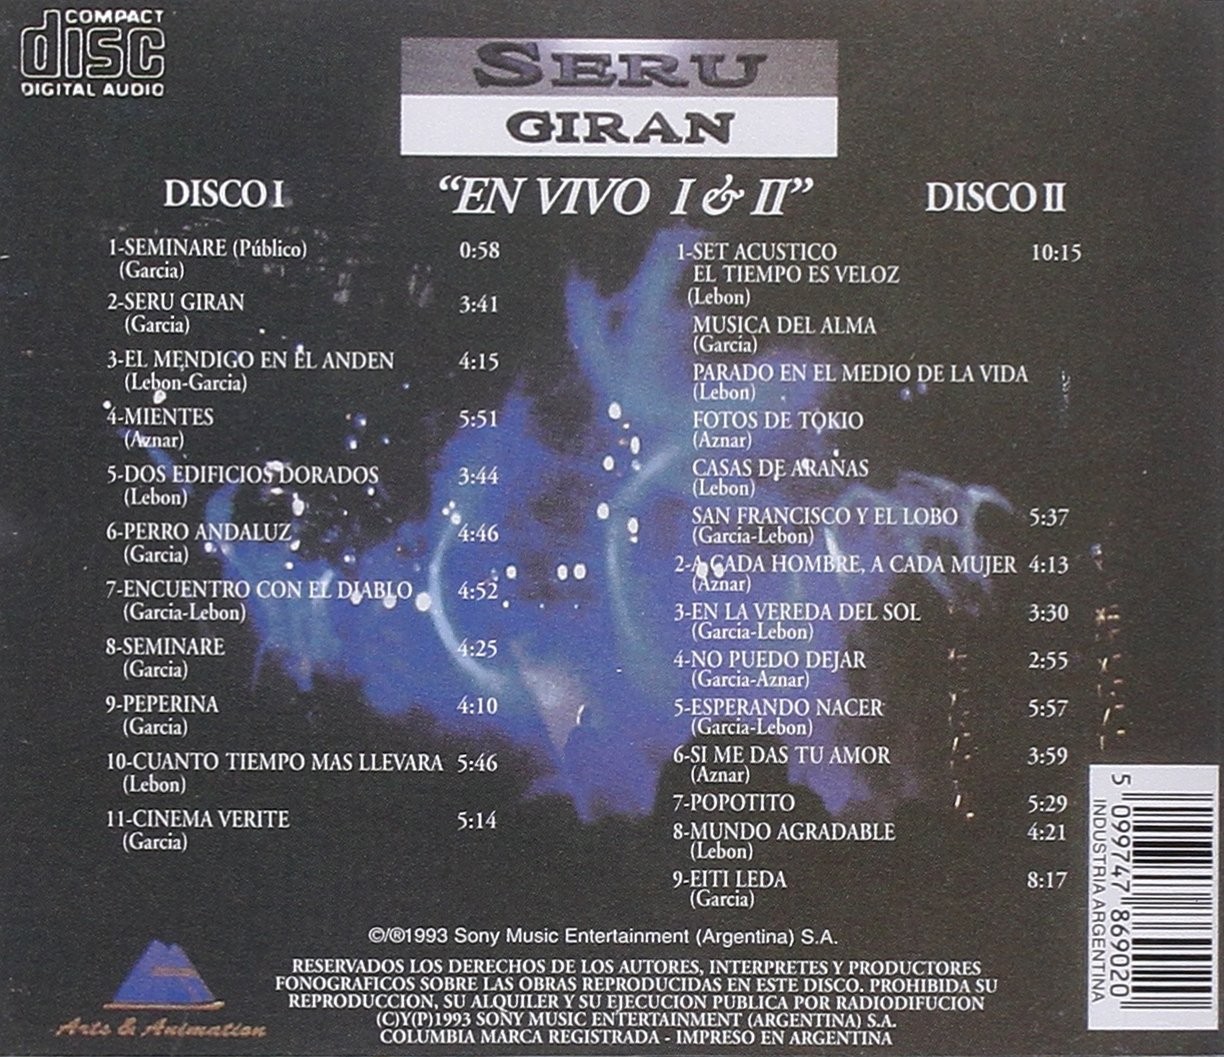 COMPACT
disc
DIGITAL AUDIO
SERU
GIRAN
"EN VIVO I & II"
DISCO I
1-SEMINARE (Público) 0:58
(Garcia)
2-SERU GIRAN 3:41
(Garcia)
3-EL MENDIGO EN EL ANDEN 4:15
(Lebon-Garcia)
4-MIENTES 5:51
(Aznar)
5-DOS EDIFICIOS DORADOS 3:44
(Lebon)
6-PERRO ANDALUZ 4:46
(Garcia)
7-ENCUENTRO CON EL DIABLO 4:52
(Garcia-Lebon)
8-SEMINARE 4:25
(Garcia)
9-PEPERINA 4:10
(Garcia)
10-CUANTO TIEMPO MAS LLEVARA 5:46
(Lebon)
11-CINEMA VERITE 5:14
(Garcia)
DISCO II
1-SET ACUSTICO 10:15
EL TIEMPO ES VELOZ
(Lebon)
MUSICA DEL ALMA
(Garcia)
PARADO EN EL MEDIO DE LA VIDA
(Lebon)
FOTOS DE TOKIO
(Aznar)
CASAS DE ARAÑAS
(Lebon)
SAN FRANCISCO Y EL LOBO 5:37
(Garcia-Lebon)
2-A CADA HOMBRE, A CADA MUJER 4:13
(Aznar)
3-EN LA VEREDA DEL SOL 3:30
(Garcia-Lebon)
4-NO PUEDO DEJAR 2:55
(Garcia-Aznar)
5-ESPERANDO NACER 5:57
(Garcia-Lebon)
6-SI ME DAS TU AMOR 3:59
(Aznar)
7-POPOTITO 5:29
8-MUNDO AGRADABLE 4:21
(Lebon)
9-EITI LEDA 8:17
(Garcia)
5 099747 869020
INDUSTRIA ARGENTINA
©/®1993 Sony Music Entertainment (Argentina) S.A.
RESERVADOS LOS DERECHOS DE LOS AUTORES, INTERPRETES Y PRODUCTORES
FONOGRAFICOS SOBRE LAS OBRAS REPRODUCIDAS EN ESTE DISCO. PROHIBIDA SU
REPRODUCCION, SU ALQUILER Y SU EJECUCION PUBLICA POR RADIODIFUCION
(C)Y(P)1993 SONY MUSIC ENTERTAINMENT (ARGENTINA) S.A.
COLUMBIA MARCA REGISTRADA - IMPRESO EN ARGENTINA
Arts & Animation